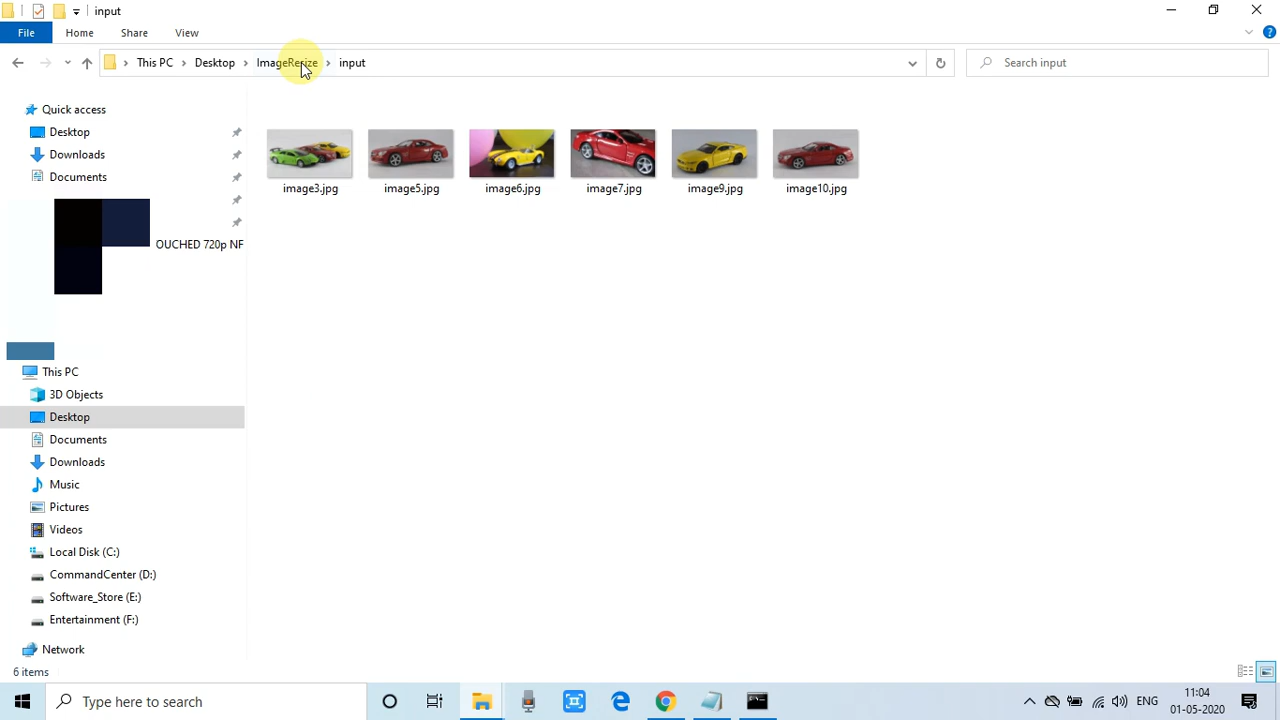 input
File Home Share View
This PC Desktop ImageResize input Search input
Quick access
Desktop
Downloads
Documents
OUCHED 720p NF
This PC
3D Objects
Desktop
Documents
Downloads
Music
Pictures
Videos
Local Disk (C:)
CommandCenter (D:)
Software_Store (E:)
Entertainment (F:)
Network
image3.jpg image5.jpg image6.jpg image7.jpg image9.jpg image10.jpg
6 items
Type here to search
ENG
11:04
01-05-2020